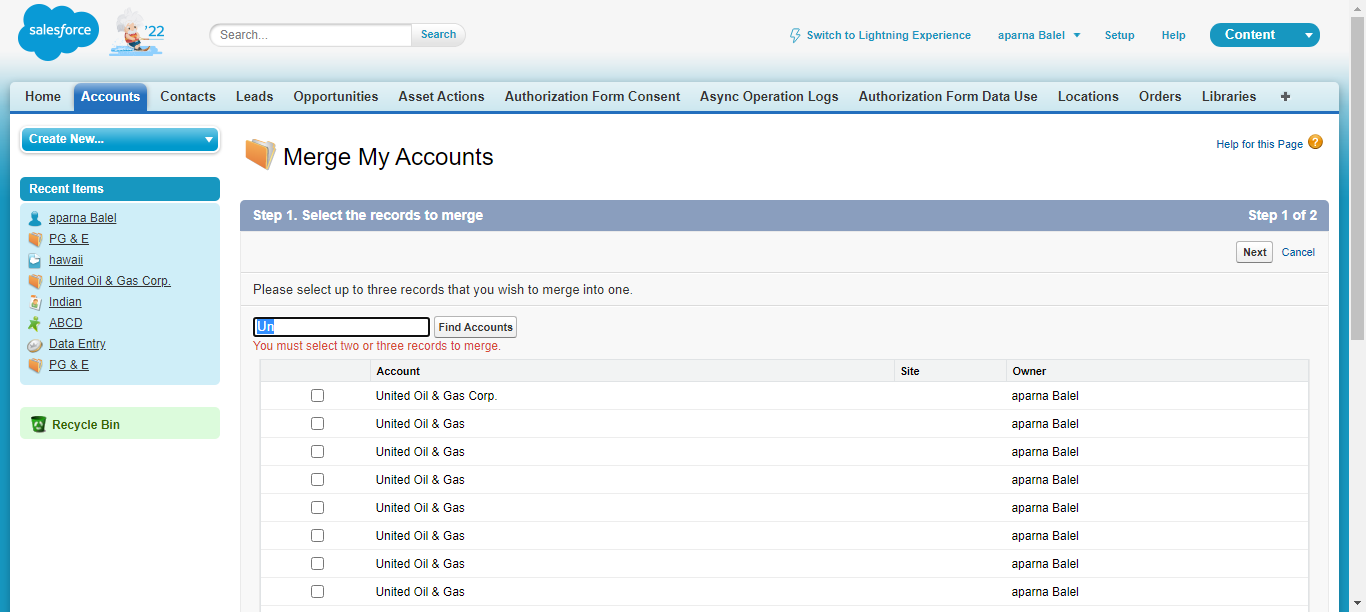 salesforce
'22
Search...
Search
Switch to Lightning Experience
aparna Balel
Setup
Help
Content
Home Accounts Contacts Leads Opportunities Asset Actions Authorization Form Consent Async Operation Logs Authorization Form Data Use Locations Orders Libraries +
Create New...
Recent Items
aparna Balel
PG & E
hawaii
United Oil & Gas Corp.
Indian
ABCD
Data Entry
PG & E
Recycle Bin
Merge My Accounts
Help for this Page ?
Step 1. Select the records to merge Step 1 of 2
Next Cancel
Please select up to three records that you wish to merge into one.
Un Find Accounts
You must select two or three records to merge.
Account Site Owner
United Oil & Gas Corp. aparna Balel
United Oil & Gas aparna Balel
United Oil & Gas aparna Balel
United Oil & Gas aparna Balel
United Oil & Gas aparna Balel
United Oil & Gas aparna Balel
United Oil & Gas aparna Balel
United Oil & Gas aparna Balel